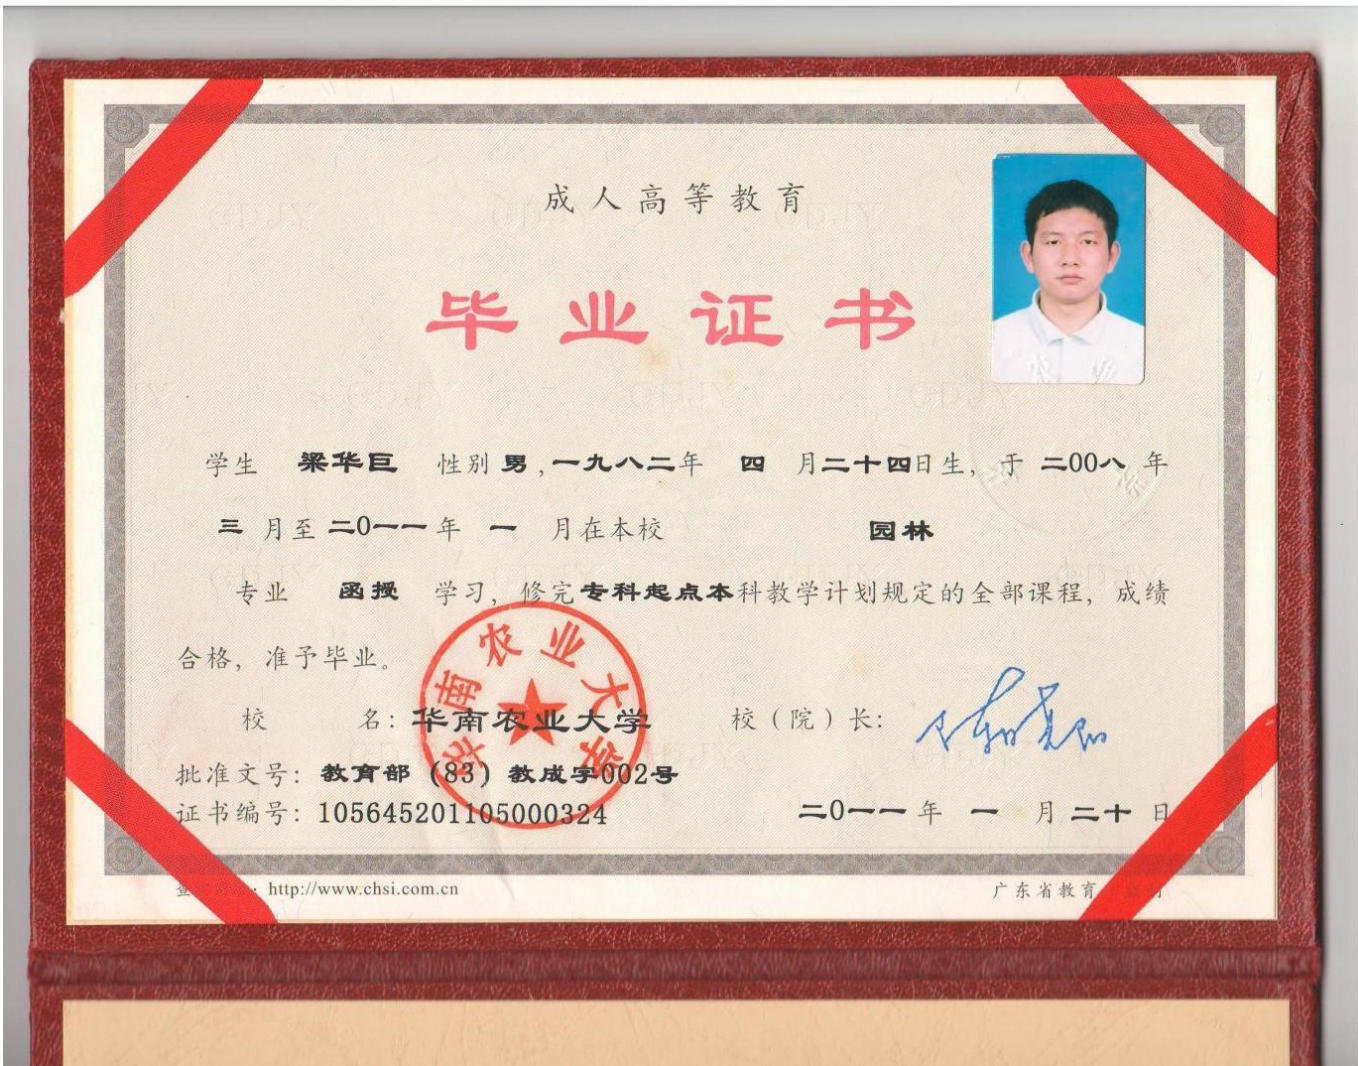 成人高等教育
毕业证书
学生 梁华巨 性别 男，一九八二年 四 月二十四日生，于 二00八 年
三 月至 二0一一 年 一 月在本校 园林
专业 函授 学习，修完专科起点本科教学计划规定的全部课程，成绩
合格，准予毕业。
校 名：华南农业大学 校（院）长：
华南农业大学
批准文号：教育部（83）教成字002号
证书编号：105645201105000324 二0一一 年 一 月 二十 日
http://www.chsi.com.cn 广东省教育